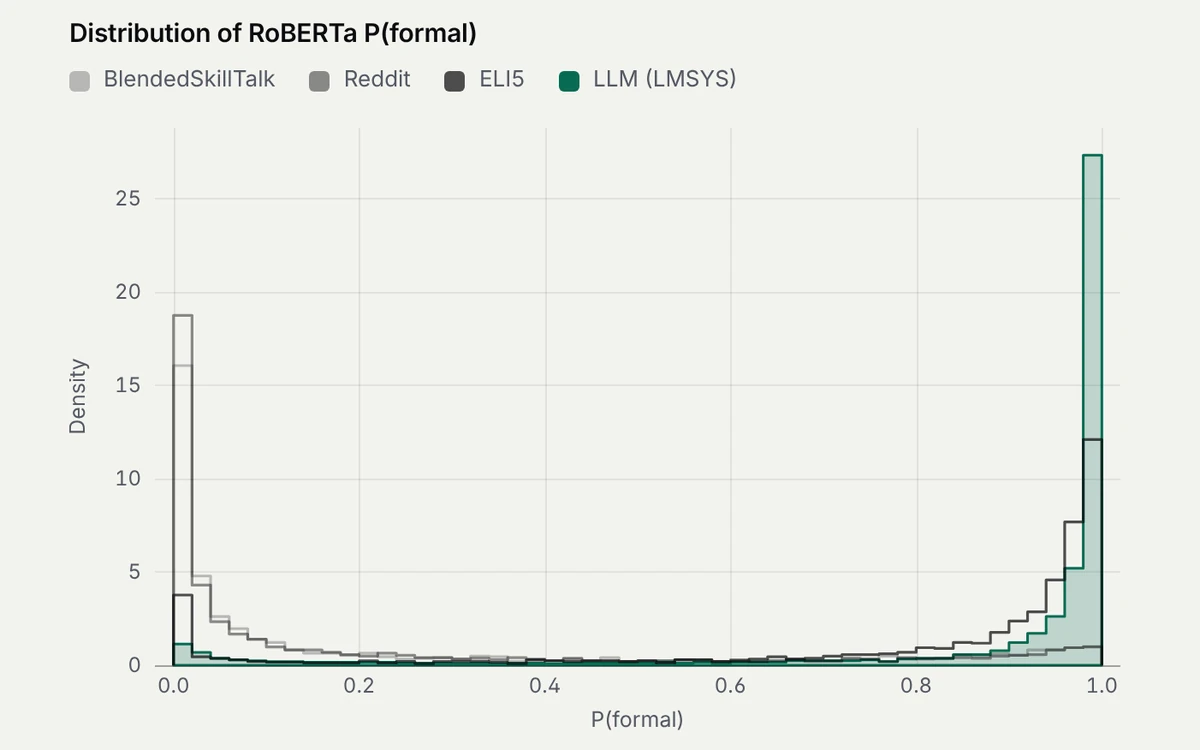 Distribution of RoBERTa P(formal)
BlendedSkillTalk Reddit ELI5 LLM (LMSYS)
25
20
15
10
5
0
Density
0.0 0.2 0.4 0.6 0.8 1.0
P(formal)